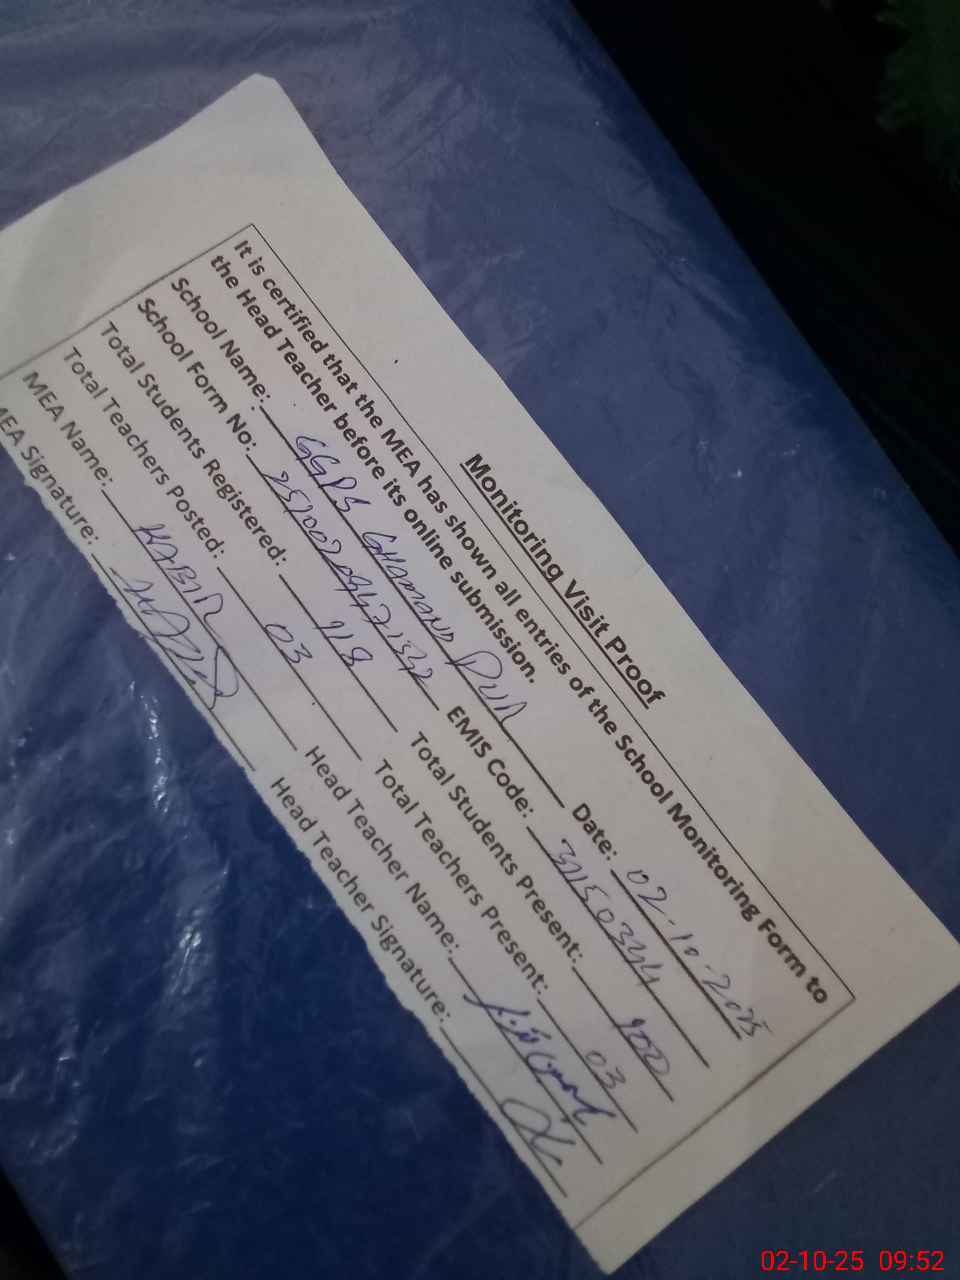 Monitoring Visit Proof
It is certified that the MEA has shown all entries of the School Monitoring Form to
the Head Teacher before its online submission.
School Name: GGPS GHAMAND PUR Date: 02-10-2025
School Form No: EMIS Code:
Total Students Registered: 118 Total Students Present: 100
Total Teachers Posted: 03 Total Teachers Present: 03
MEA Name: KABIR Head Teacher Name:
MEA Signature: Head Teacher Signature:
02-10-25 09:52